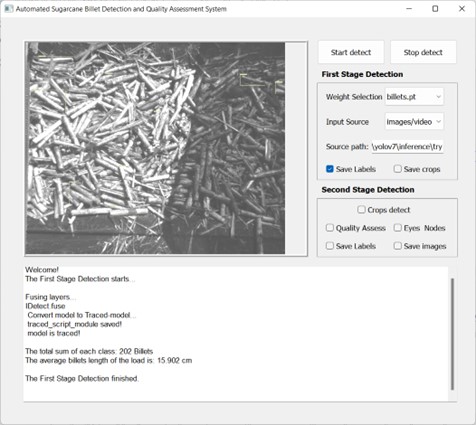 Automated Sugarcane Billet Detection and Quality Assessment System
Start detect
Stop detect
First Stage Detection
Weight Selection billets.pt
Input Source images/video
Source path: \yolov7\inference\try
Save Labels Save crops
Second Stage Detection
Crops detect
Quality Assess Eyes Nodes
Save Labels Save images
Welcome!
The First Stage Detection starts...
Fusing layers...
IDetect.fuse
Convert model to Traced-model...
traced_script_module saved!
model is traced!
The total sum of each class: 202 Billets
The average billets length of the load is: 15.902 cm
The First Stage Detection finished.